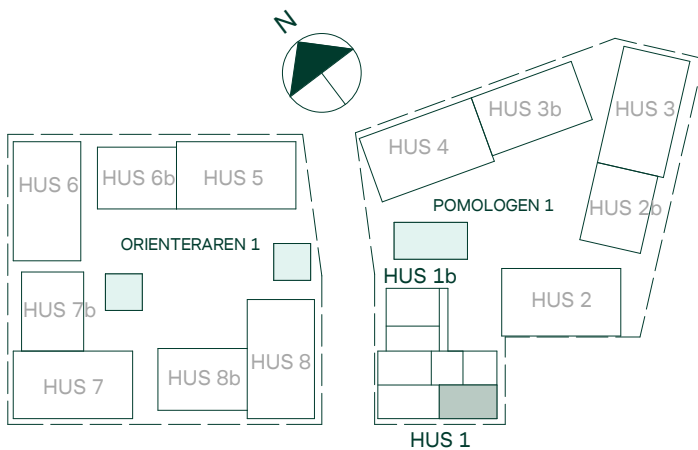 N
HUS 3b
HUS 3
HUS 4
HUS 6
HUS 6b
HUS 5
POMOLOGEN 1
HUS 2b
ORIENTERAREN 1
HUS 1b
HUS 2
HUS 7b
HUS 8
HUS 8b
HUS 7
HUS 1